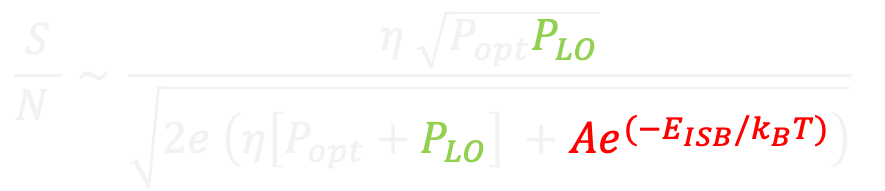 S/N ~ η √(P_opt P_LO) / √(2e (η[P_opt + P_LO] + Ae^(−E_ISB/k_BT)))